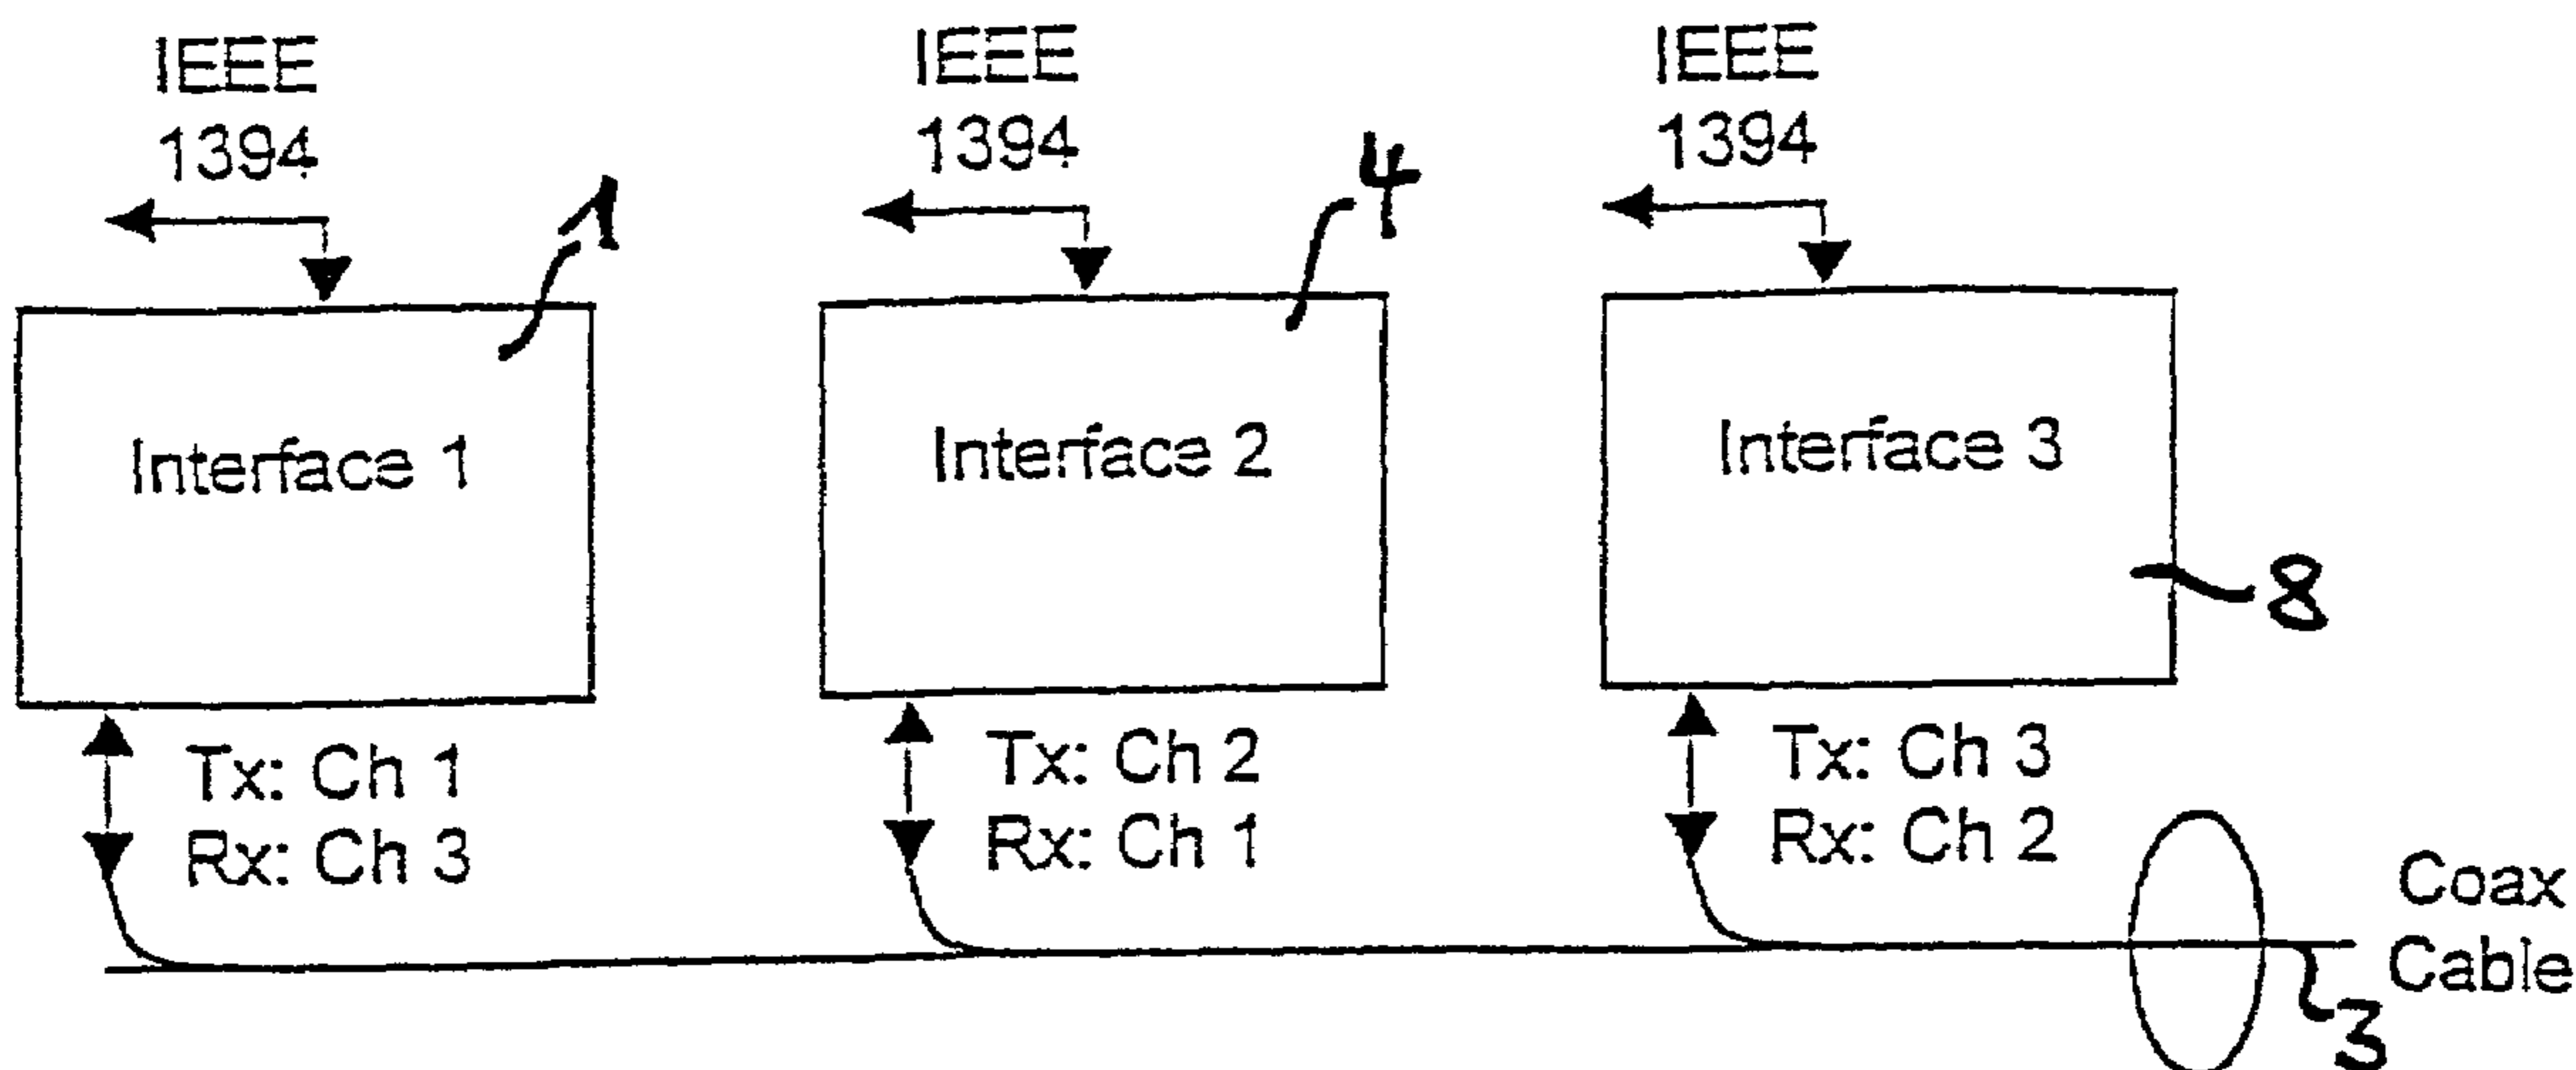 IEEE
1394
IEEE
1394
IEEE
1394
1
4
Interface 1
Interface 2
Interface 3
8
Tx: Ch 1
Rx: Ch 3
Tx: Ch 2
Rx: Ch 1
Tx: Ch 3
Rx: Ch 2
Coax
Cable
3